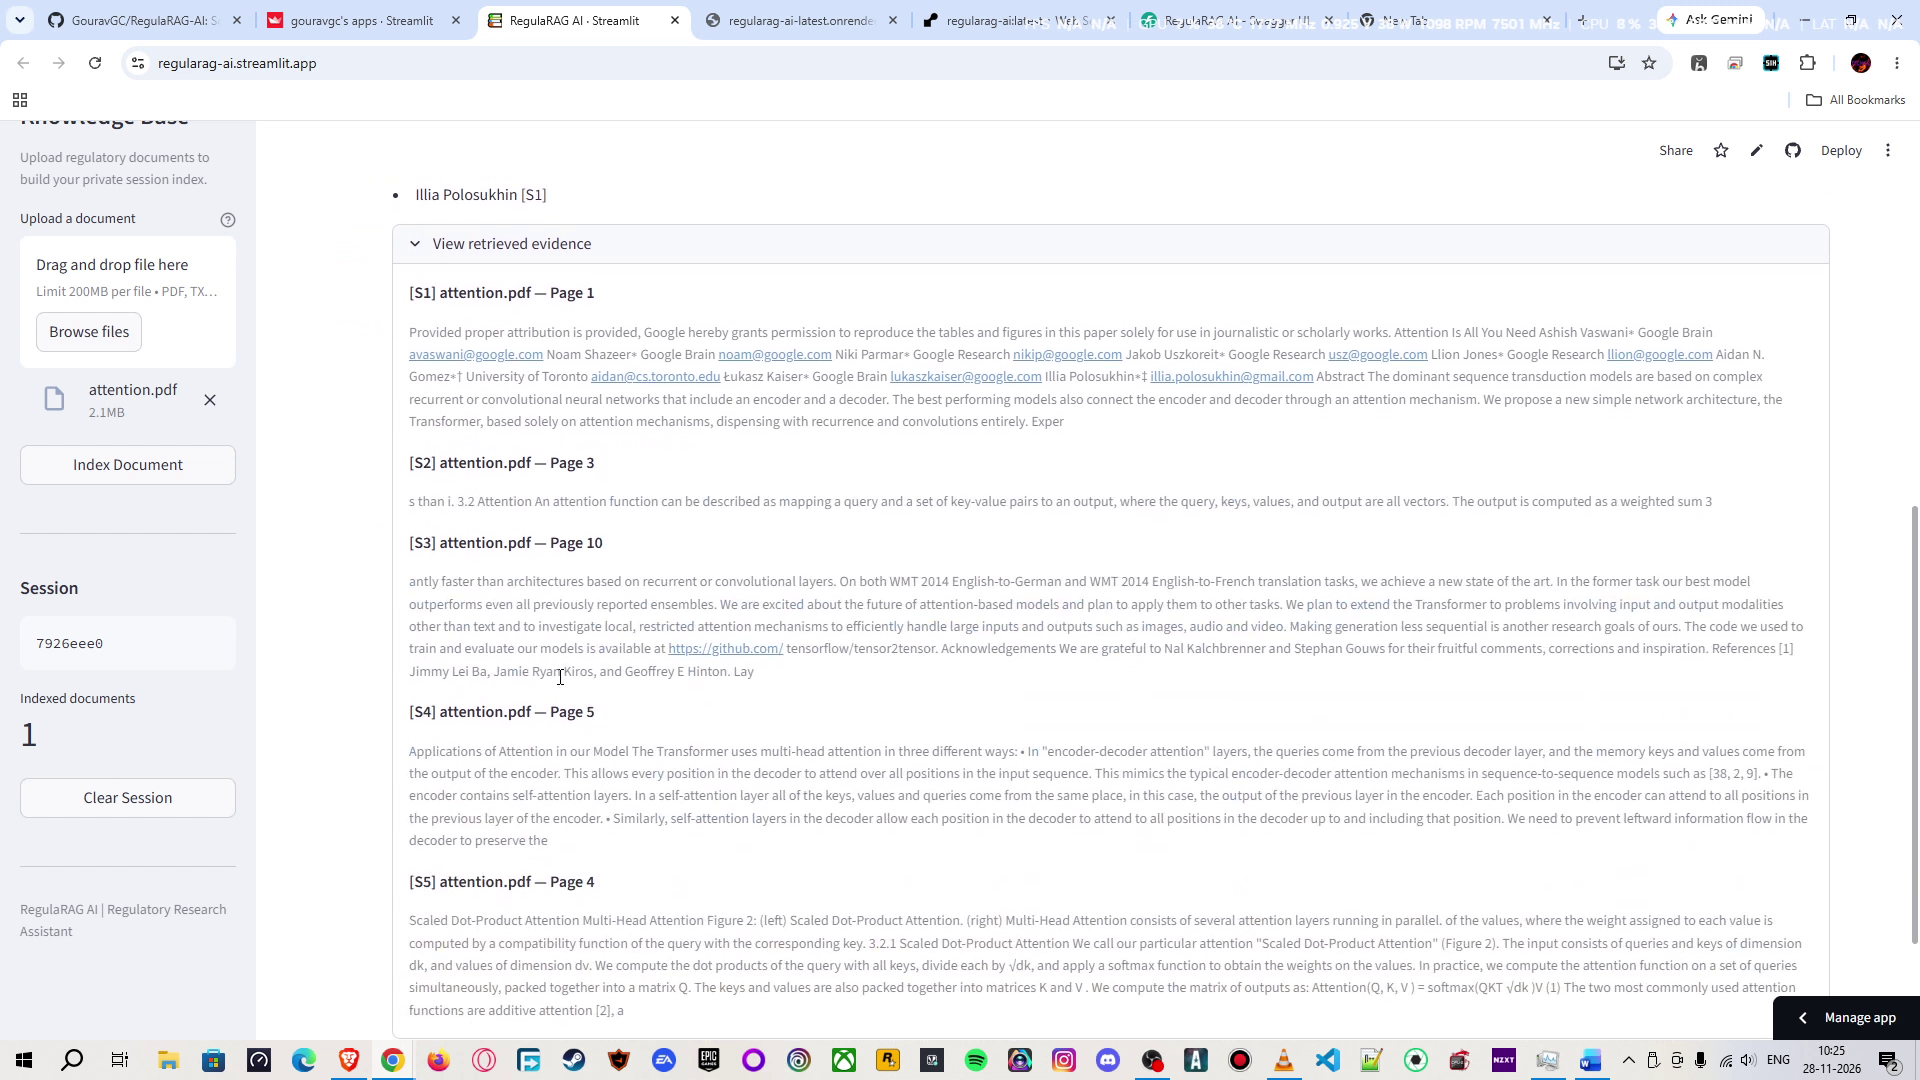 GouravGC/RegulaRAG-AI: S
gouravgc's apps · Streamlit
RegulaRAG AI · Streamlit
regularag-ai-latest.onrende
regularag-ai
RegulaRAG AI
New Tab
Ask Gemini
regularag-ai.streamlit.app
All Bookmarks
Knowledge Base
Upload regulatory documents to
build your private session index.
Upload a document
Drag and drop file here
Limit 200MB per file • PDF, TX...
Browse files
attention.pdf
2.1MB
Index Document
Session
7926eee0
Indexed documents
1
Clear Session
RegulaRAG AI | Regulatory Research
Assistant
Share
Deploy
• Illia Polosukhin [S1]
View retrieved evidence
[S1] attention.pdf — Page 1
Provided proper attribution is provided, Google hereby grants permission to reproduce the tables and figures in this paper solely for use in journalistic or scholarly works. Attention Is All You Need Ashish Vaswani∗ Google Brain
avaswani@google.com Noam Shazeer∗ Google Brain noam@google.com Niki Parmar∗ Google Research nikip@google.com Jakob Uszkoreit∗ Google Research usz@google.com Llion Jones∗ Google Research llion@google.com Aidan N.
Gomez∗† University of Toronto aidan@cs.toronto.edu Łukasz Kaiser∗ Google Brain lukaszkaiser@google.com Illia Polosukhin∗‡ illia.polosukhin@gmail.com Abstract The dominant sequence transduction models are based on complex
recurrent or convolutional neural networks that include an encoder and a decoder. The best performing models also connect the encoder and decoder through an attention mechanism. We propose a new simple network architecture, the
Transformer, based solely on attention mechanisms, dispensing with recurrence and convolutions entirely. Exper
[S2] attention.pdf — Page 3
s than i. 3.2 Attention An attention function can be described as mapping a query and a set of key-value pairs to an output, where the query, keys, values, and output are all vectors. The output is computed as a weighted sum 3
[S3] attention.pdf — Page 10
antly faster than architectures based on recurrent or convolutional layers. On both WMT 2014 English-to-German and WMT 2014 English-to-French translation tasks, we achieve a new state of the art. In the former task our best model
outperforms even all previously reported ensembles. We are excited about the future of attention-based models and plan to apply them to other tasks. We plan to extend the Transformer to problems involving input and output modalities
other than text and to investigate local, restricted attention mechanisms to efficiently handle large inputs and outputs such as images, audio and video. Making generation less sequential is another research goals of ours. The code we used to
train and evaluate our models is available at https://github.com/ tensorflow/tensor2tensor. Acknowledgements We are grateful to Nal Kalchbrenner and Stephan Gouws for their fruitful comments, corrections and inspiration. References [1]
Jimmy Lei Ba, Jamie Ryan Kiros, and Geoffrey E Hinton. Lay
[S4] attention.pdf — Page 5
Applications of Attention in our Model The Transformer uses multi-head attention in three different ways: • In "encoder-decoder attention" layers, the queries come from the previous decoder layer, and the memory keys and values come from
the output of the encoder. This allows every position in the decoder to attend over all positions in the input sequence. This mimics the typical encoder-decoder attention mechanisms in sequence-to-sequence models such as [38, 2, 9]. • The
encoder contains self-attention layers. In a self-attention layer all of the keys, values and queries come from the same place, in this case, the output of the previous layer in the encoder. Each position in the encoder can attend to all positions in
the previous layer of the encoder. • Similarly, self-attention layers in the decoder allow each position in the decoder to attend to all positions in the decoder up to and including that position. We need to prevent leftward information flow in the
decoder to preserve the
[S5] attention.pdf — Page 4
Scaled Dot-Product Attention Multi-Head Attention Figure 2: (left) Scaled Dot-Product Attention. (right) Multi-Head Attention consists of several attention layers running in parallel. of the values, where the weight assigned to each value is
computed by a compatibility function of the query with the corresponding key. 3.2.1 Scaled Dot-Product Attention We call our particular attention "Scaled Dot-Product Attention" (Figure 2). The input consists of queries and keys of dimension
dk, and values of dimension dv. We compute the dot products of the query with all keys, divide each by √dk, and apply a softmax function to obtain the weights on the values. In practice, we compute the attention function on a set of queries
simultaneously, packed together into a matrix Q. The keys and values are also packed together into matrices K and V . We compute the matrix of outputs as: Attention(Q, K, V ) = softmax(QKT √dk )V (1) The two most commonly used attention
functions are additive attention [2], a
Manage app
ENG
10:25
28-11-2026